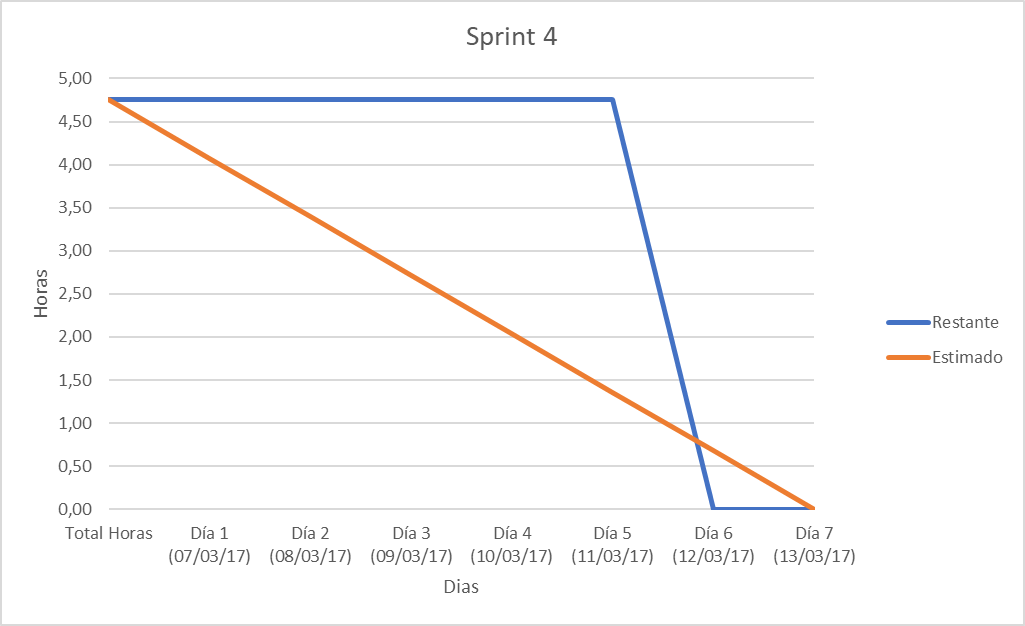 Sprint 4
5,00
4,50
4,00
3,50
3,00
2,50
2,00
1,50
1,00
0,50
0,00
Horas
Total Horas
Día 1
(07/03/17)
Día 2
(08/03/17)
Día 3
(09/03/17)
Día 4
(10/03/17)
Día 5
(11/03/17)
Día 6
(12/03/17)
Día 7
(13/03/17)
Dias
Restante
Estimado